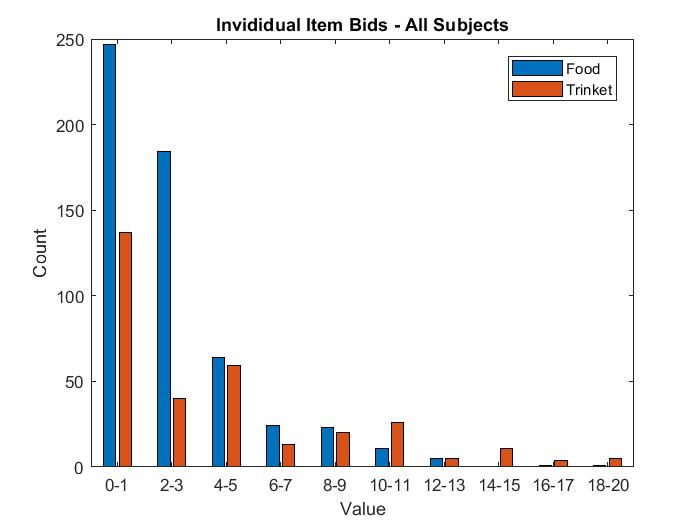 Invididual Item Bids - All Subjects
Food
Trinket
250
200
150
100
50
0
Count
0-1 2-3 4-5 6-7 8-9 10-11 12-13 14-15 16-17 18-20
Value